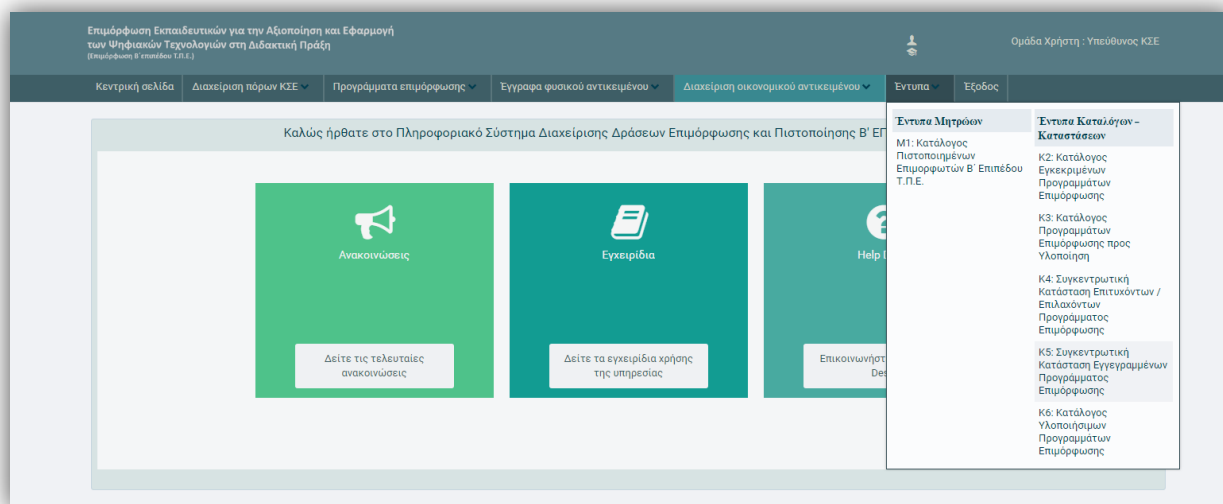 Επιμόρφωση Εκπαιδευτικών για την Αξιοποίηση και Εφαρμογή
των Ψηφιακών Τεχνολογιών στη Διδακτική Πράξη
(Επιμόρφωση Β' επιπέδου Τ.Π.Ε.)
Ομάδα Χρήστη : Υπεύθυνος ΚΣΕ
Κεντρική σελίδα Διαχείριση πόρων ΚΣΕ Προγράμματα επιμόρφωσης Έγγραφα φυσικού αντικειμένου Διαχείριση οικονομικού αντικειμένου Έντυπα Έξοδος
Καλώς ήρθατε στο Πληροφοριακό Σύστημα Διαχείρισης Δράσεων Επιμόρφωσης και Πιστοποίησης Β' ΕΠ
Ανακοινώσεις
Δείτε τις τελευταίες
ανακοινώσεις
Εγχειρίδια
Δείτε τα εγχειρίδια χρήσης
της υπηρεσίας
Help
Επικοινωνήστ
Des
Έντυπα Μητρώων
Μ1: Κατάλογος
Πιστοποιημένων
Επιμορφωτών Β΄ Επιπέδου
Τ.Π.Ε.
Έντυπα Καταλόγων –
Καταστάσεων
Κ2: Κατάλογος
Εγκεκριμένων
Προγραμμάτων
Επιμόρφωσης
Κ3: Κατάλογος
Προγραμμάτων
Επιμόρφωσης προς
Υλοποίηση
Κ4: Συγκεντρωτική
Κατάσταση Επιτυχόντων /
Επιλαχόντων
Προγράμματος
Επιμόρφωσης
Κ5: Συγκεντρωτική
Κατάσταση Εγγεγραμμένων
Προγράμματος
Επιμόρφωσης
Κ6: Κατάλογος
Υλοποιήσιμων
Προγραμμάτων
Επιμόρφωσης